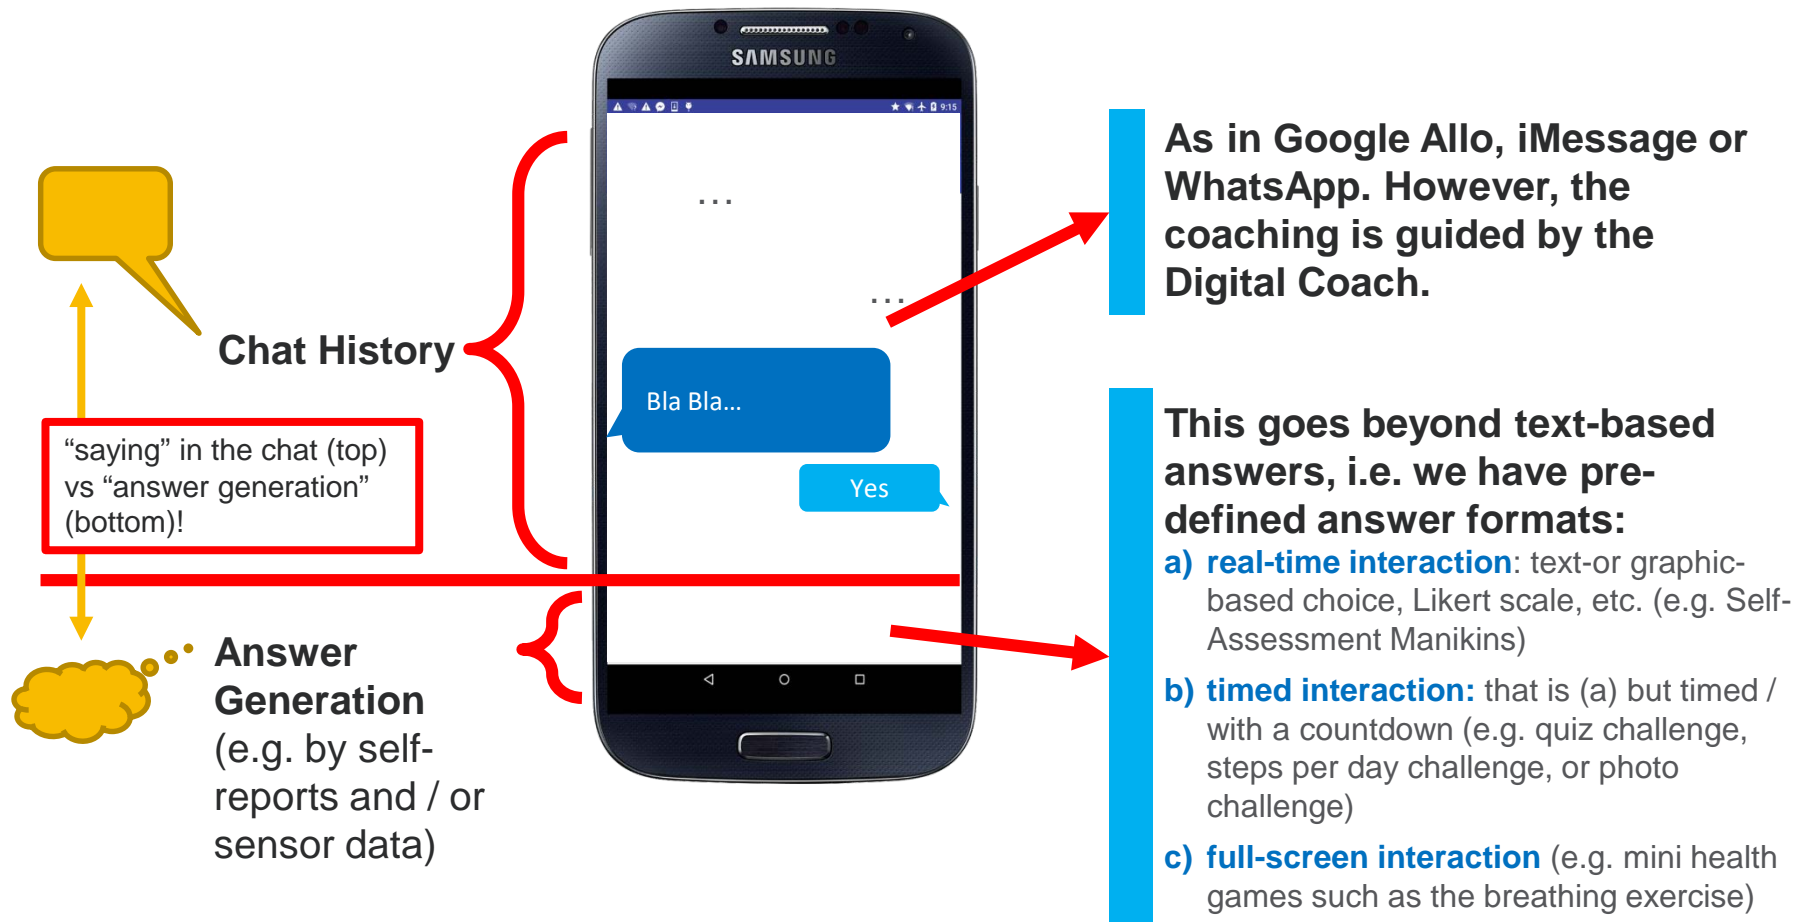 SAMSUNG
9:15
...
...
Bla Bla...
Yes
Chat History
“saying” in the chat (top)
vs “answer generation”
(bottom)!
Answer
Generation
(e.g. by self-
reports and / or
sensor data)
As in Google Allo, iMessage or
WhatsApp. However, the
coaching is guided by the
Digital Coach.
This goes beyond text-based
answers, i.e. we have pre-
defined answer formats:
a) real-time interaction: text-or graphic-
based choice, Likert scale, etc. (e.g. Self-
Assessment Manikins)
b) timed interaction: that is (a) but timed /
with a countdown (e.g. quiz challenge,
steps per day challenge, or photo
challenge)
c) full-screen interaction (e.g. mini health
games such as the breathing exercise)